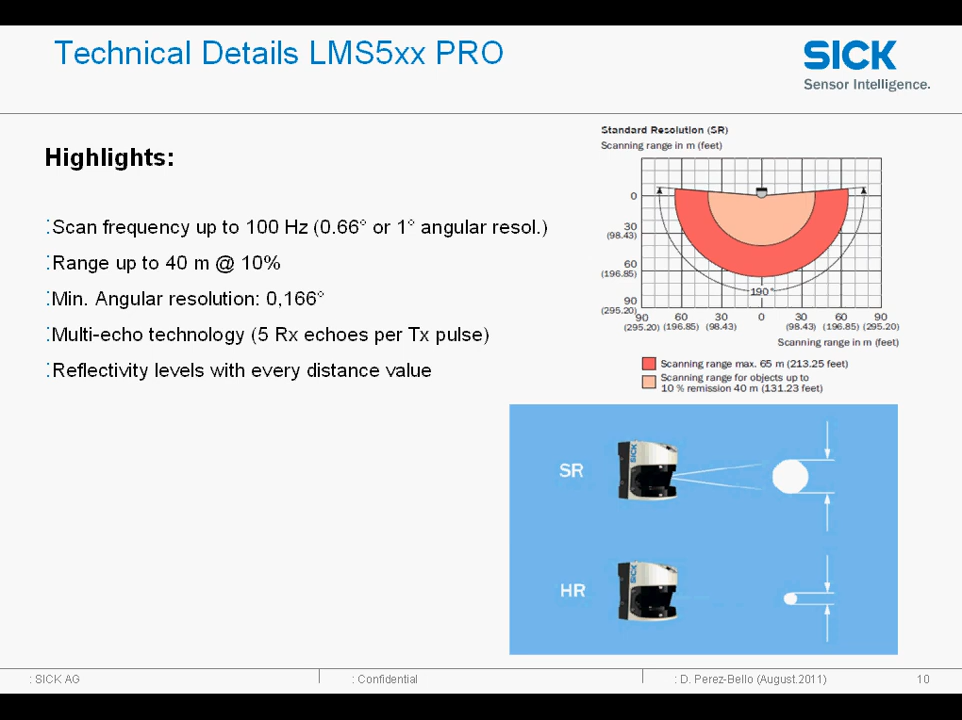 Technical Details LMS5xx PRO
SICK
Sensor Intelligence.
Highlights:
:Scan frequency up to 100 Hz (0.66° or 1° angular resol.)
:Range up to 40 m @ 10%
:Min. Angular resolution: 0,166°
:Multi-echo technology (5 Rx echoes per Tx pulse)
:Reflectivity levels with every distance value
Standard Resolution (SR)
Scanning range in m (feet)
0
30
(98.43)
60
(196.85)
90
(295.20)
190°
90 60 30 0 30 60 90
(295.20) (196.85) (98.43) (98.43) (196.85) (295.20)
Scanning range in m (feet)
Scanning range max. 65 m (213.25 feet)
Scanning range for objects up to
10 % remission 40 m (131.23 feet)
SR
SICK
HR
SICK
: SICK AG
: Confidential
: D. Perez-Bello (August.2011)
10